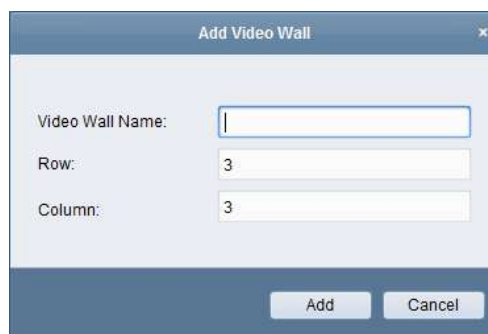 Add Video Wall
×
Video Wall Name:
Row: 3
Column: 3
Add Cancel